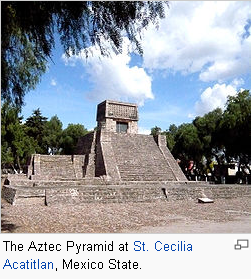 The Aztec Pyramid at St. Cecilia
Acatitlan, Mexico State.